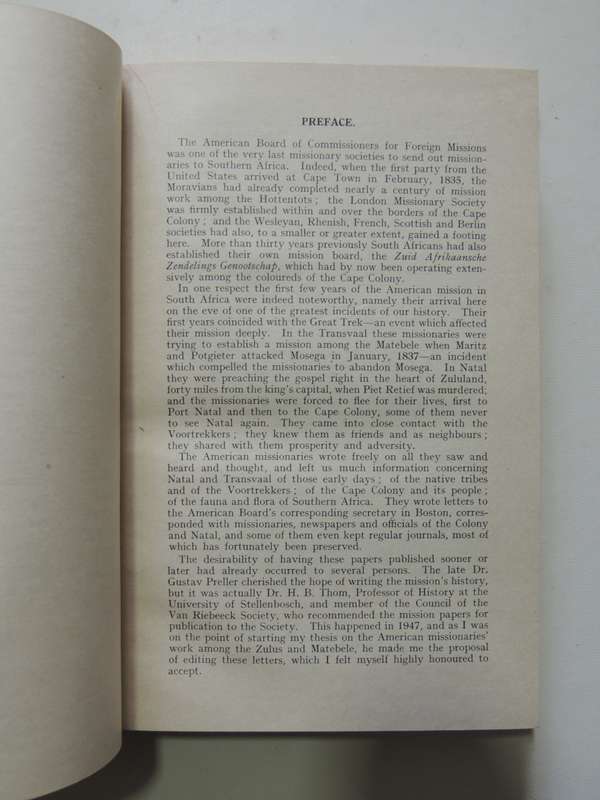 PREFACE.
The American Board of Commissioners for Foreign Missions
was one of the very last missionary societies to send out mission-
aries to Southern Africa. Indeed, when the first party from the
United States arrived at Cape Town in February, 1835, the
Moravians had already completed nearly a century of mission
work among the Hottentots ; the London Missionary Society
was firmly established within and over the borders of the Cape
Colony ; and the Wesleyan, Rhenish, French, Scottish and Berlin
societies had also, to a smaller or greater extent, gained a footing
here. More than thirty years previously South Africans had also
established their own mission board, the Zuid Afrikaansche
Zendelings Genootschap, which had by now been operating exten-
sively among the coloureds of the Cape Colony.
In one respect the first few years of the American mission in
South Africa were indeed noteworthy, namely their arrival here
on the eve of one of the greatest incidents of our history. Their
first years coincided with the Great Trek—an event which affected
their mission deeply. In the Transvaal these missionaries were
trying to establish a mission among the Matebele when Maritz
and Potgieter attacked Mosega in January, 1837—an incident
which compelled the missionaries to abandon Mosega. In Natal
they were preaching the gospel right in the heart of Zululand,
forty miles from the king's capital, when Piet Retief was murdered;
and the missionaries were forced to flee for their lives, first to
Port Natal and then to the Cape Colony, some of them never
to see Natal again. They came into close contact with the
Voortrekkers ; they knew them as friends and as neighbours ;
they shared with them prosperity and adversity.
The American missionaries wrote freely on all they saw and
heard and thought, and left us much information concerning
Natal and Transvaal of those early days ; of the native tribes
and of the Voortrekkers ; of the Cape Colony and its people ;
of the fauna and flora of Southern Africa. They wrote letters to
the American Board's corresponding secretary in Boston, corres-
ponded with missionaries, newspapers and officials of the Colony
and Natal, and some of them even kept regular journals, most of
which has fortunately been preserved.
The desirability of having these papers published sooner or
later had already occurred to several persons. The late Dr.
Gustav Preller cherished the hope of writing the mission's history,
but it was actually Dr. H. B. Thom, Professor of History at the
University of Stellenbosch, and member of the Council of the
Van Riebeeck Society, who recommended the mission papers for
publication to the Society. This happened in 1947, and as I was
on the point of starting my thesis on the American missionaries'
work among the Zulus and Matebele, he made me the proposal
of editing these letters, which I felt myself highly honoured to
accept.